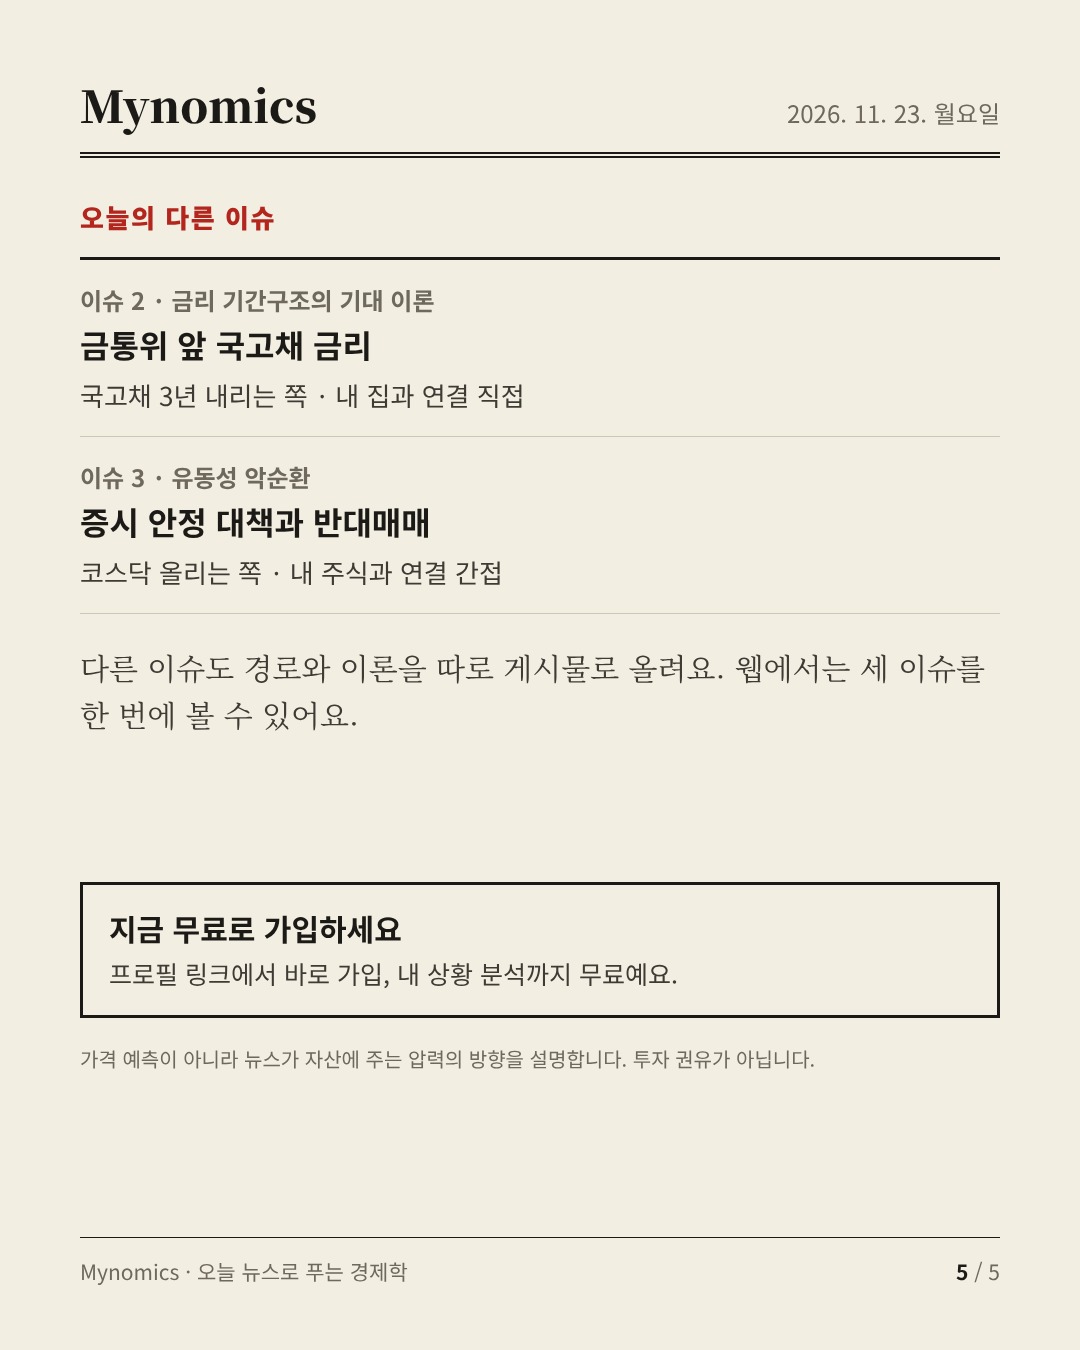 Mynomics
2026. 11. 23. 월요일
오늘의 다른 이슈
이슈 2 · 금리 기간구조의 기대 이론
금통위 앞 국고채 금리
국고채 3년 내리는 쪽 · 내 집과 연결 직접
이슈 3 · 유동성 악순환
증시 안정 대책과 반대매매
코스닥 올리는 쪽 · 내 주식과 연결 간접
다른 이슈도 경로와 이론을 따로 게시물로 올려요. 웹에서는 세 이슈를
한 번에 볼 수 있어요.
지금 무료로 가입하세요
프로필 링크에서 바로 가입, 내 상황 분석까지 무료예요.
가격 예측이 아니라 뉴스가 자산에 주는 압력의 방향을 설명합니다. 투자 권유가 아닙니다.
Mynomics · 오늘 뉴스로 푸는 경제학
5 / 5